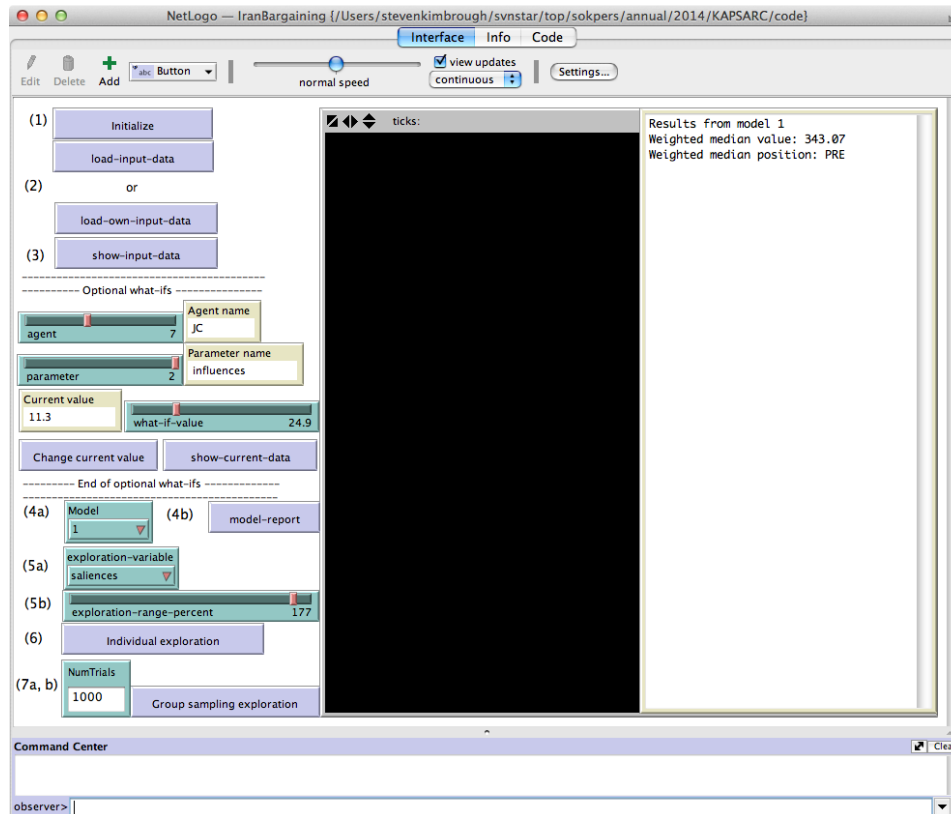 NetLogo — IranBargaining {/Users/stevenkimbrough/svnstar/top/sokpers/annual/2014/KAPSARC/code}
Interface Info Code
Edit Delete Add abc Button normal speed view updates continuous Settings...
(1) Initialize
load-input-data
(2) or
load-own-input-data
(3) show-input-data
---------- Optional what-ifs ---------------
agent 7
Agent name
JC
parameter 2
Parameter name
influences
Current value
11.3
what-if-value 24.9
Change current value show-current-data
--------- End of optional what-ifs -------------
(4a) Model
1
(4b) model-report
(5a) exploration-variable
saliences
(5b) exploration-range-percent 177
(6) Individual exploration
(7a, b) NumTrials
1000
Group sampling exploration
ticks:
Results from model 1
Weighted median value: 343.07
Weighted median position: PRE
Command Center
Clea
observer>